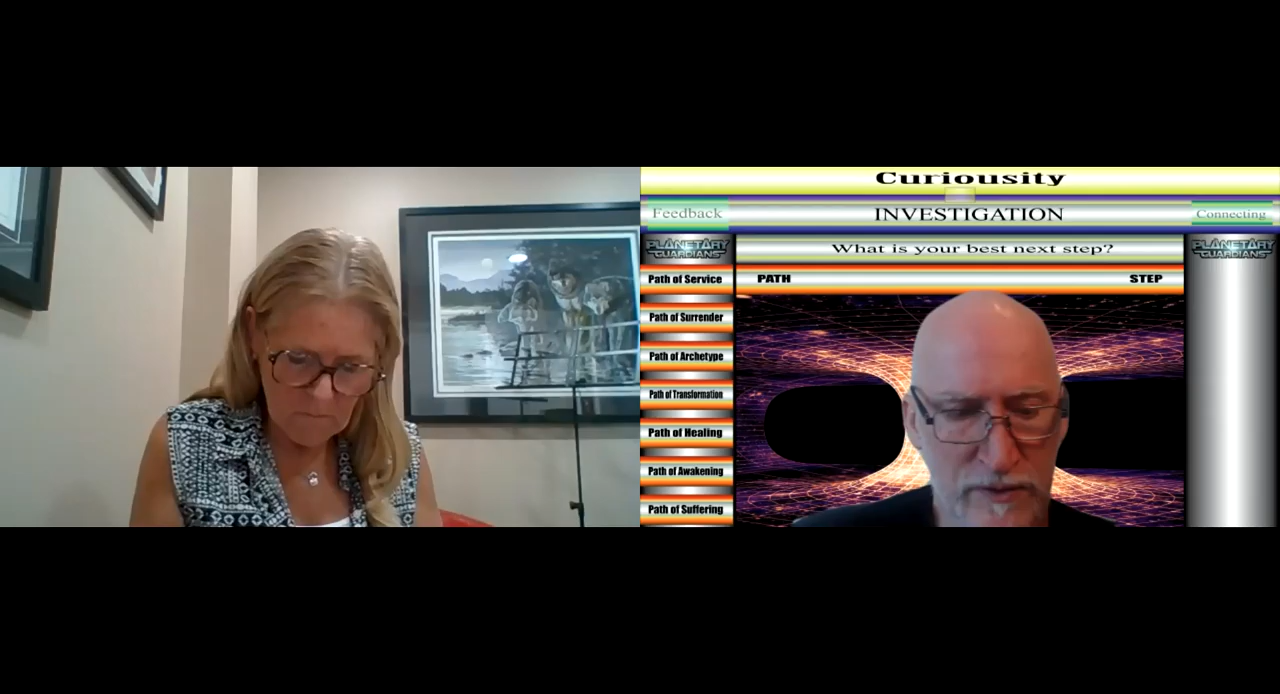 Curiousity
Feedback
INVESTIGATION
Connecting
PLANETARY GUARDIANS
What is your best next step?
PLANETARY GUARDIANS
Path of Service
PATH
STEP
Path of Surrender
Path of Archetype
Path of Transformation
Path of Healing
Path of Awakening
Path of Suffering